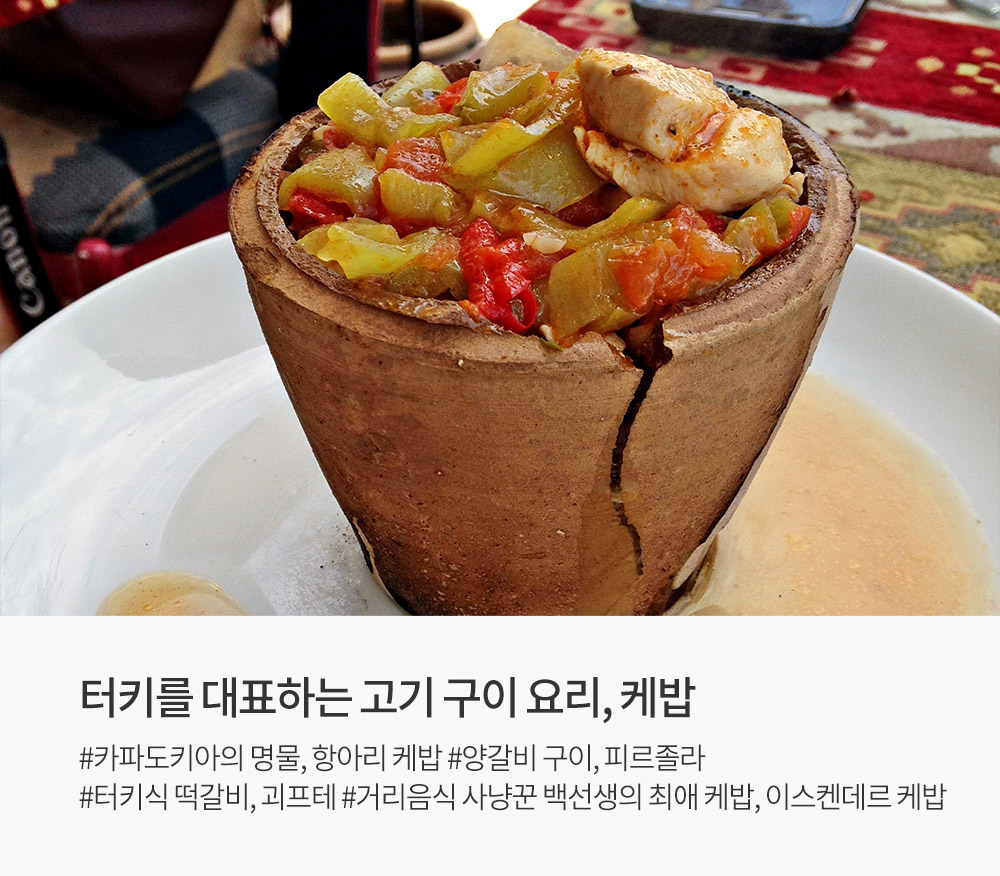 Canon
터키를 대표하는 고기 구이 요리, 케밥
#카파도키아의 명물, 항아리 케밥 #양갈비 구이, 피르졸라
#터키식 떡갈비, 괴프테 #거리음식 사냥꾼 백선생의 최애 케밥, 이스켄데르 케밥